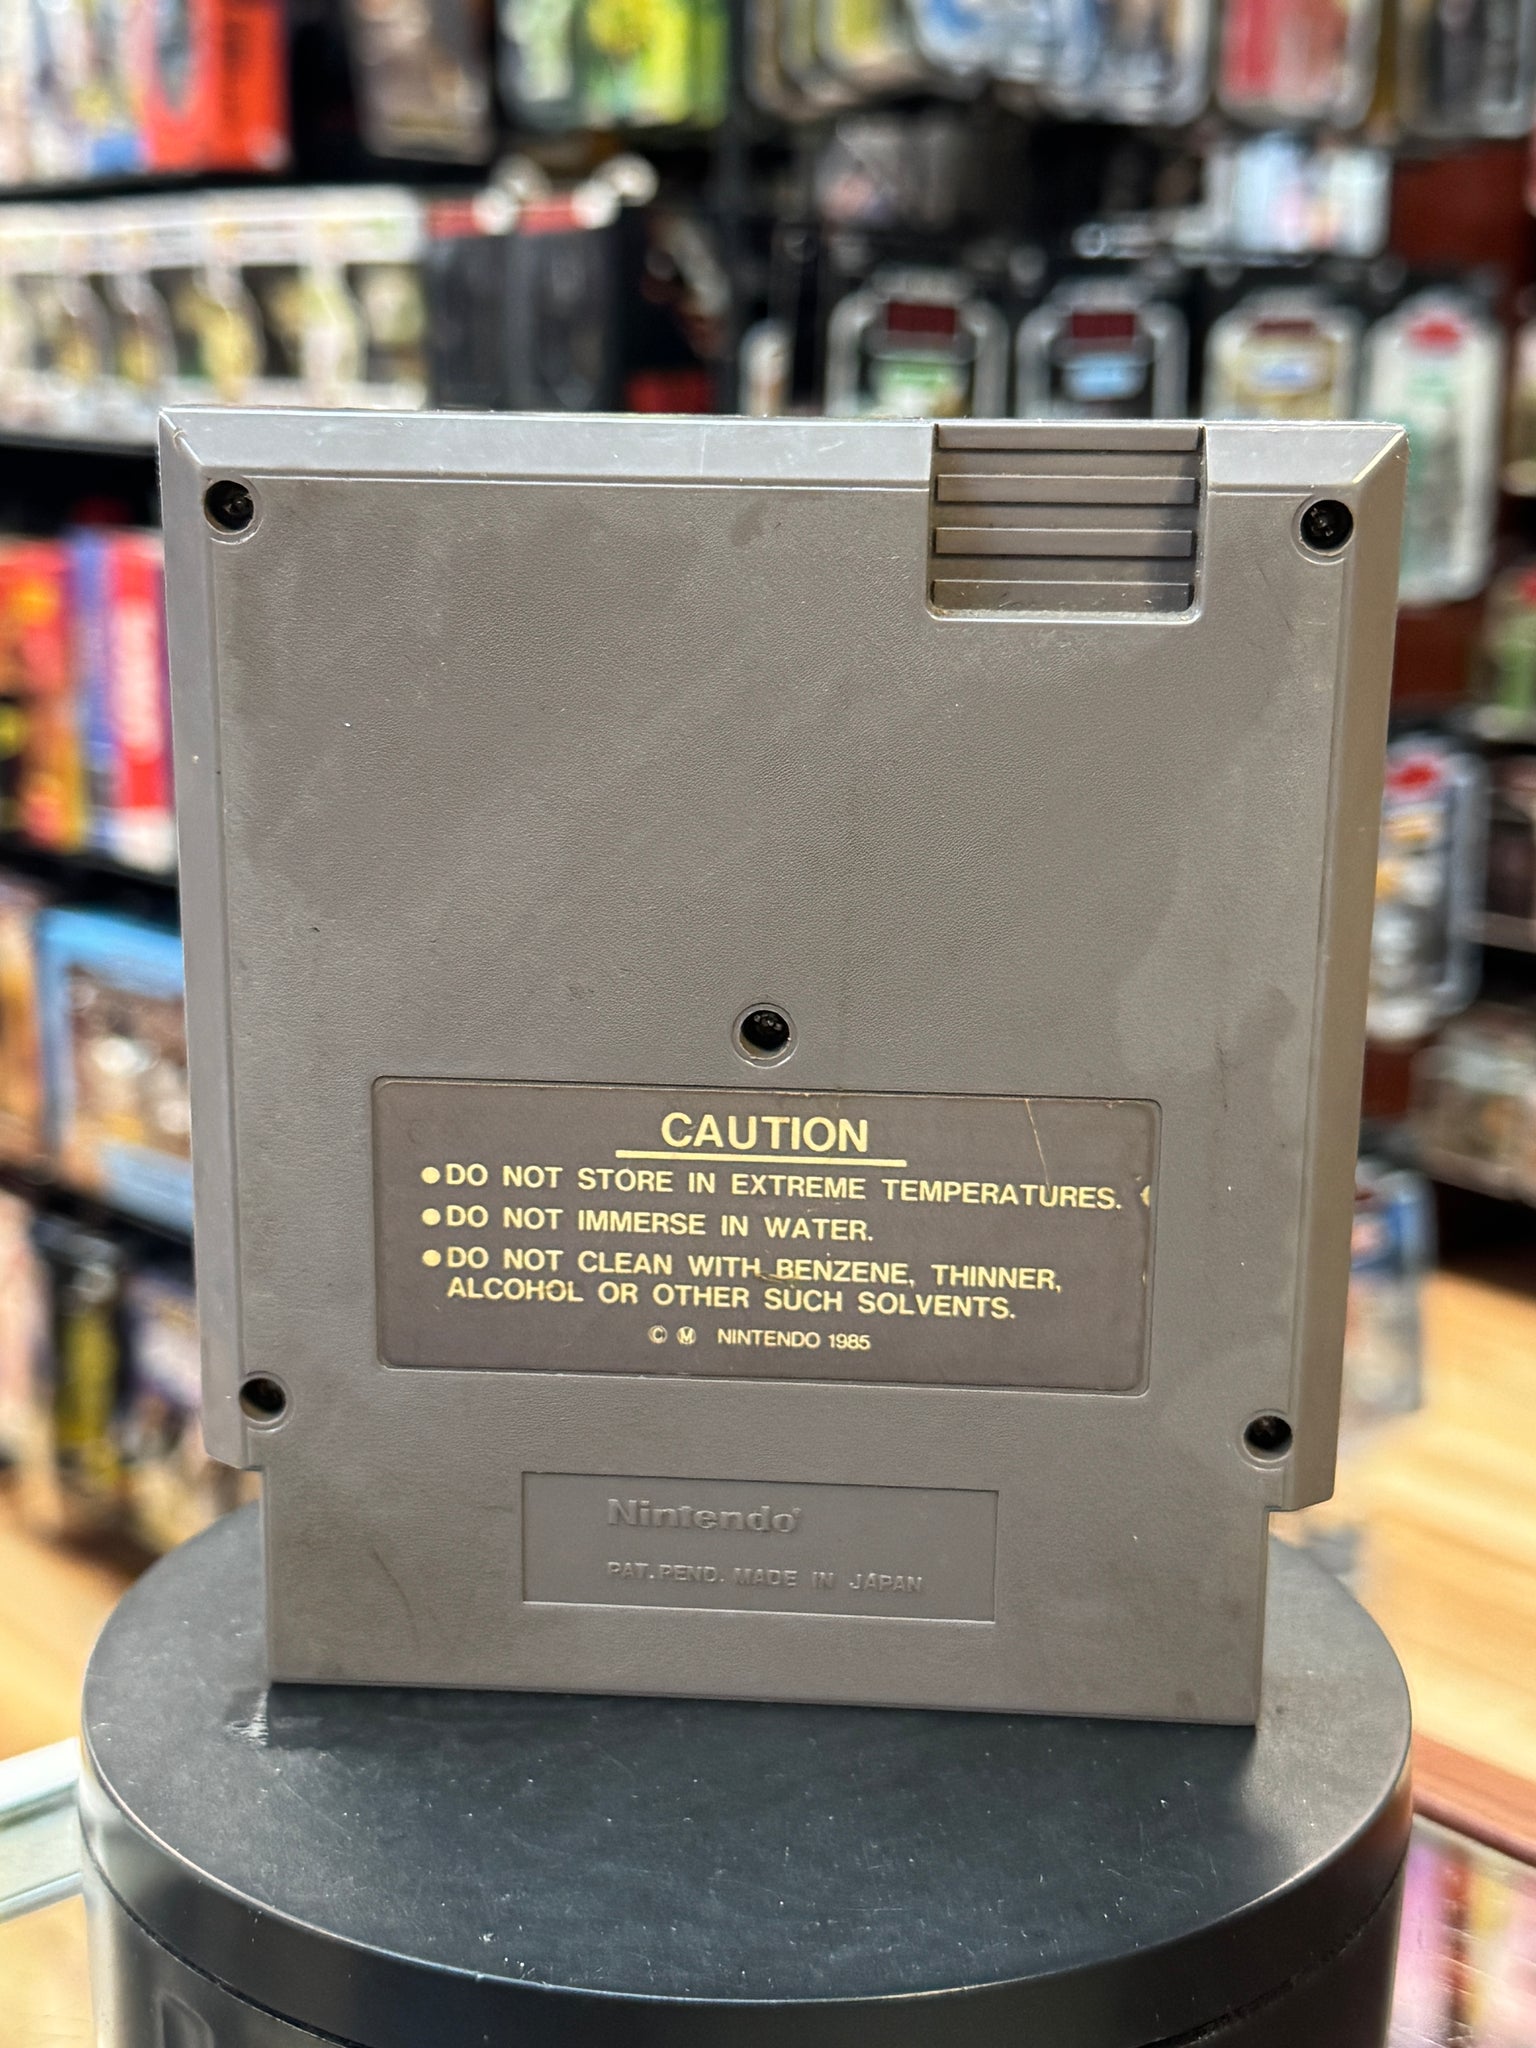 CAUTION
●DO NOT STORE IN EXTREME TEMPERATURES.
●DO NOT IMMERSE IN WATER.
●DO NOT CLEAN WITH BENZENE, THINNER,
ALCOHOL OR OTHER SUCH SOLVENTS.
© Ⓜ NINTENDO 1985
Nintendo®
PAT. PEND. MADE IN JAPAN